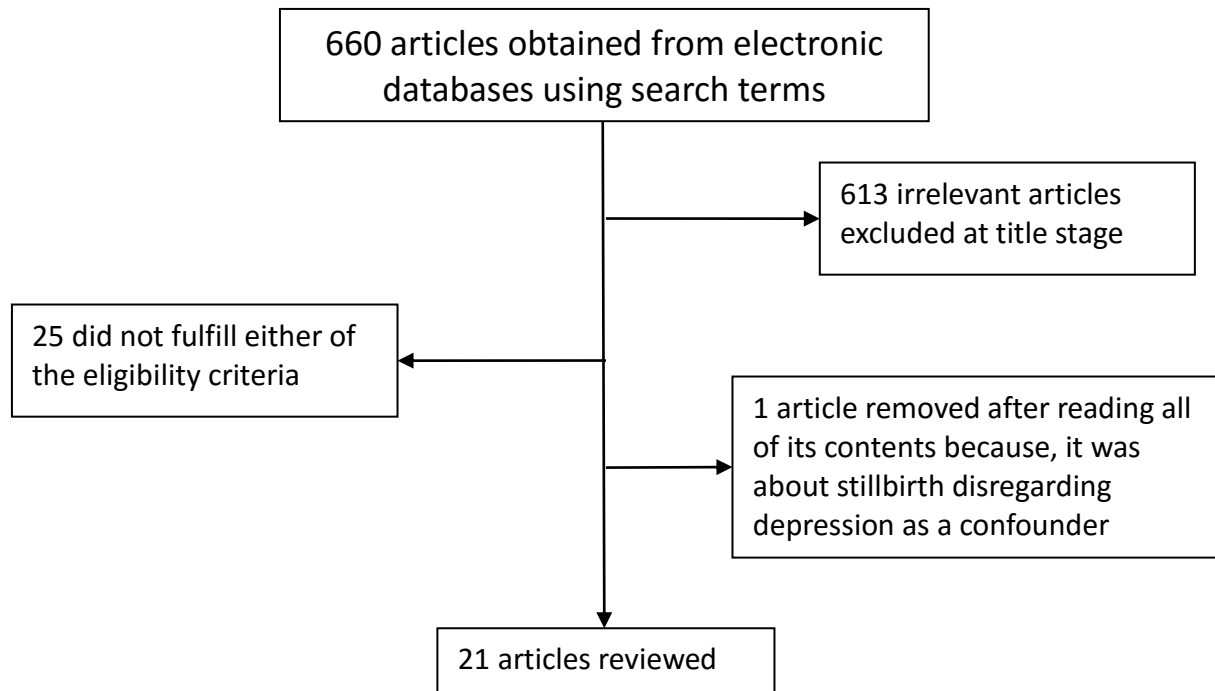 660 articles obtained from electronic
databases using search terms
613 irrelevant articles
excluded at title stage
25 did not fulfill either of
the eligibility criteria
1 article removed after reading all
of its contents because, it was
about stillbirth disregarding
depression as a confounder
21 articles reviewed